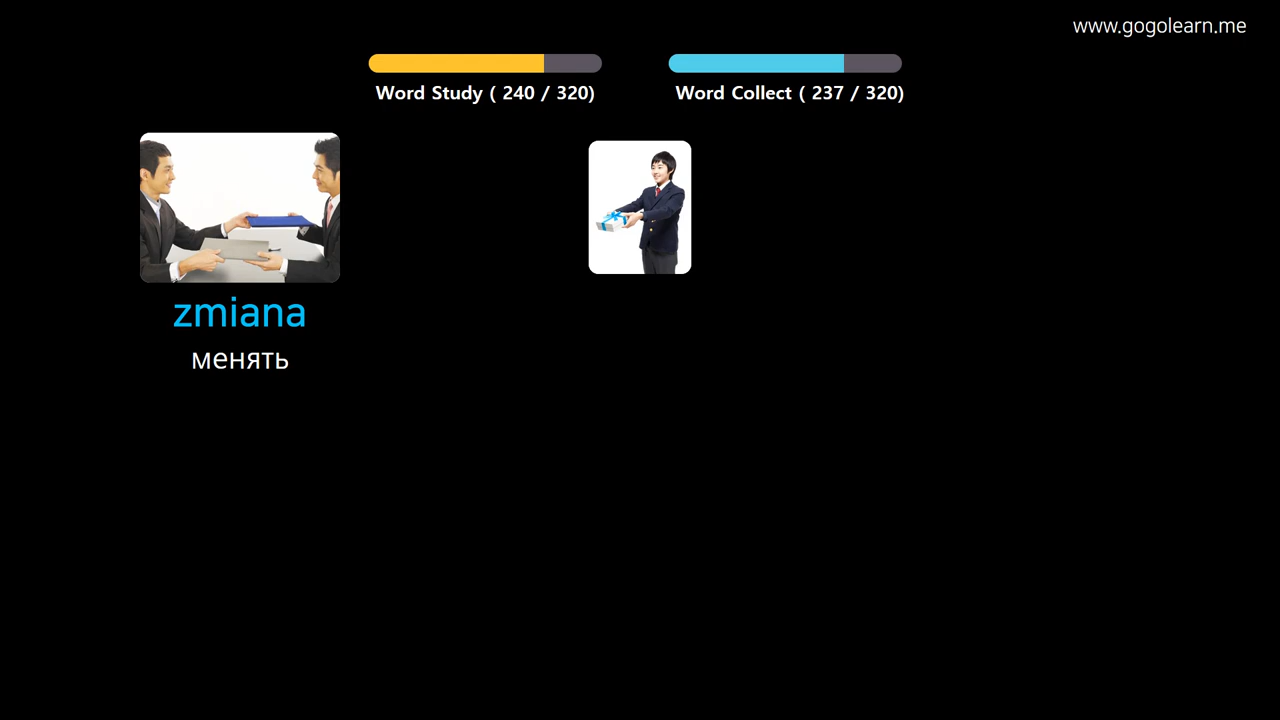 www.gogolearn.me
Word Study ( 240 / 320)
Word Collect ( 237 / 320)
zmiana
менять